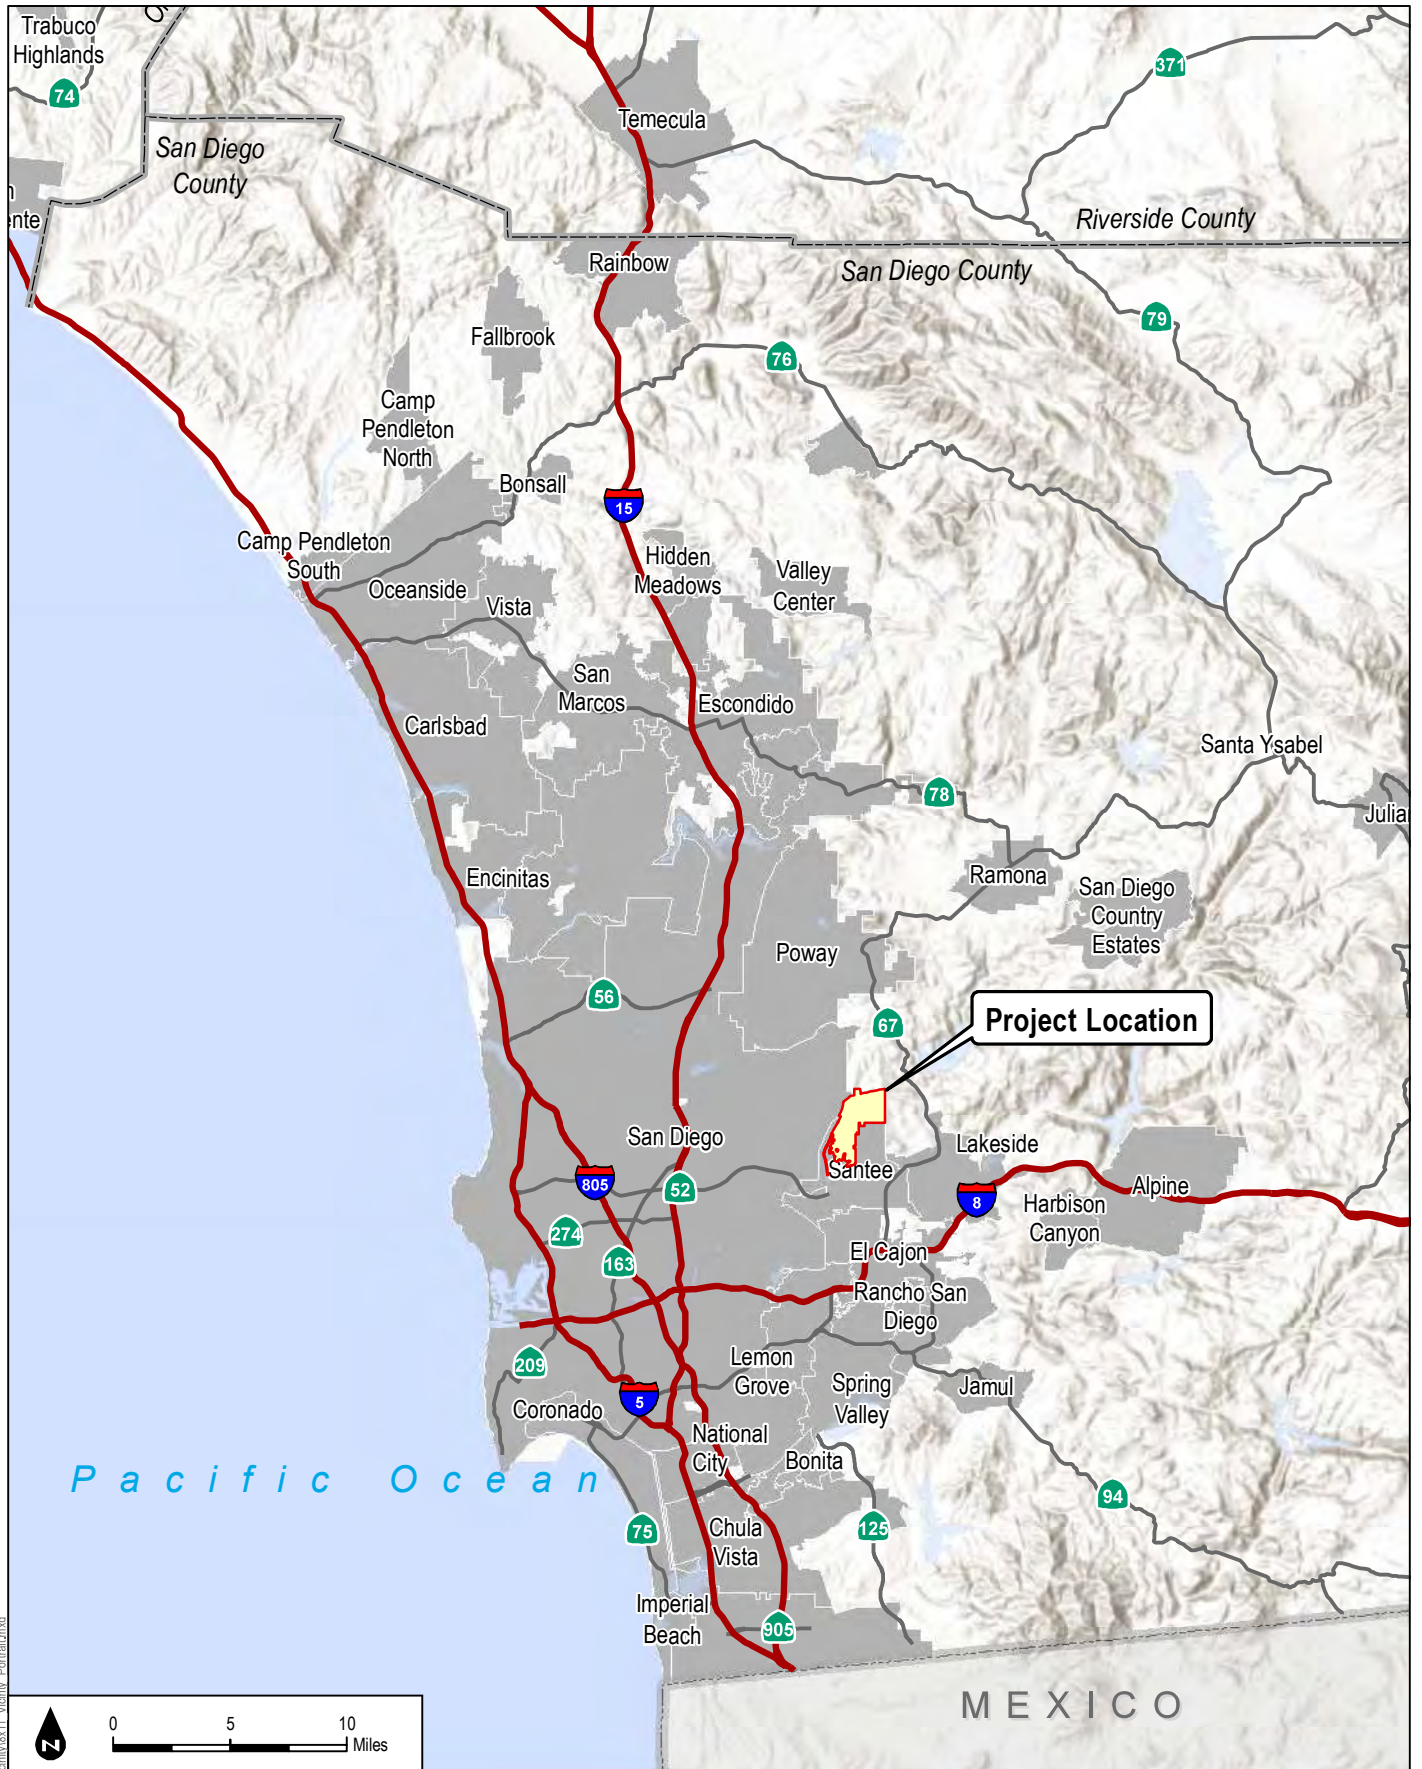 Trabuco
Highlands
74
371
Temecula
San Diego
County
Riverside County
San Diego County
Rainbow
79
Fallbrook
76
Camp
Pendleton
North
Bonsall
15
Camp Pendleton
South
Hidden
Meadows
Valley
Center
Oceanside
Vista
San
Marcos
Escondido
Carlsbad
Santa Ysabel
78
Encinitas
Ramona
San Diego
Country
Estates
Poway
56
67
Project Location
San Diego
Lakeside
Santee
805
52
8
Alpine
Harbison
Canyon
274
163
El Cajon
Rancho San
Diego
209
Lemon
Grove
Spring
Valley
Jamul
5
Coronado
National
City
Bonita
Pacific Ocean
94
75
Chula
Vista
125
Imperial
Beach
905
MEXICO
N
0 5 10
Miles